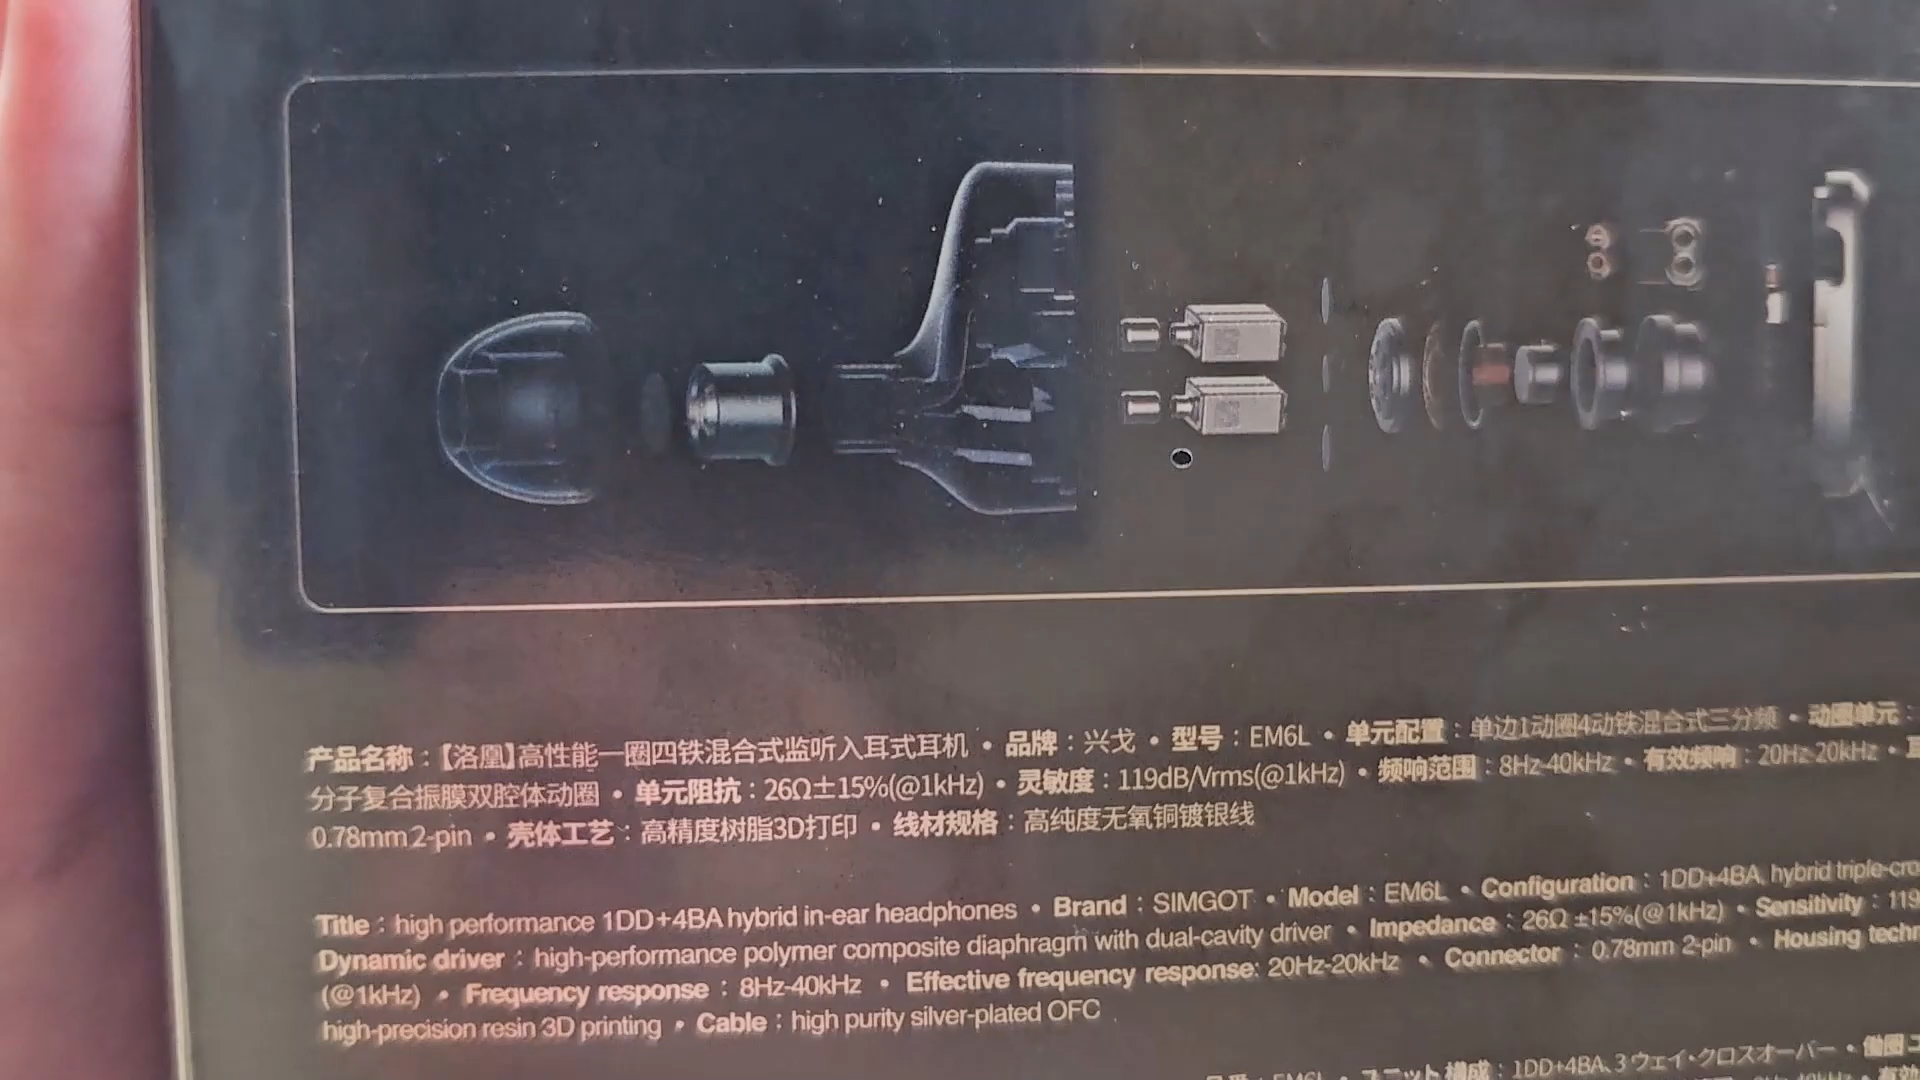 产品名称：【洛凰】高性能一圈四铁混合式监听入耳式耳机 • 品牌：兴戈 • 型号：EM6L • 单元配置：单边1动圈4动铁混合式三分频 • 动圈单元：
分子复合振膜双腔体动圈 • 单元阻抗：26Ω±15%(@1kHz) • 灵敏度：119dB/Vrms(@1kHz) • 频响范围：8Hz-40kHz • 有效频响：20Hz-20kHz •
0.78mm 2-pin • 壳体工艺：高精度树脂3D打印 • 线材规格：高纯度无氧铜镀银线
Title : high performance 1DD+4BA hybrid in-ear headphones • Brand : SIMGOT • Model : EM6L • Configuration : 1DD+4BA, hybrid triple-cro
Dynamic driver : high-performance polymer composite diaphragm with dual-cavity driver • Impedance : 26Ω ±15%(@1kHz) • Sensitivity : 119
(@1kHz) • Frequency response : 8Hz-40kHz • Effective frequency response: 20Hz-20kHz • Connector : 0.78mm 2-pin • Housing techn
high-precision resin 3D printing • Cable : high purity silver-plated OFC
EM6L • ユニット構成：1DD+4BA、3ウェイ・クロスオーバー •